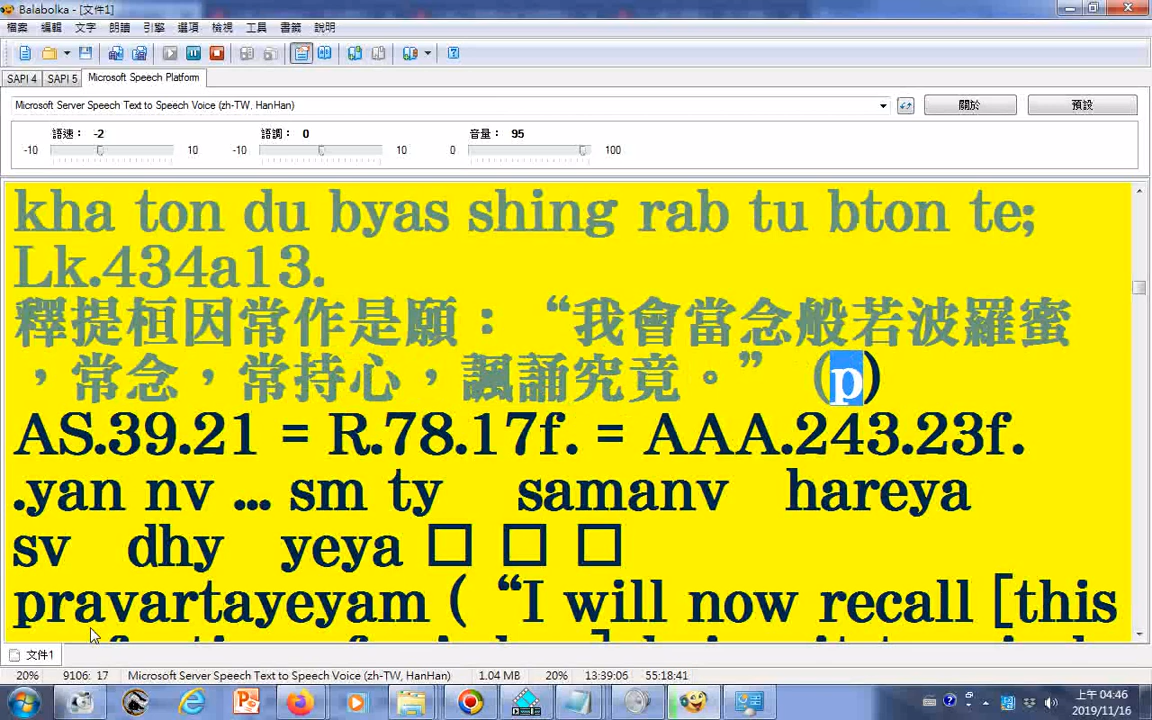 Balabolka - [文件1]
檔案 編輯 文字 朗讀 引擎 選項 檢視 工具 書籤 說明
SAPI 4 SAPI 5 Microsoft Speech Platform
Microsoft Server Speech Text to Speech Voice (zh-TW, HanHan) 關於 預設
語速： -2 語調： 0 音量： 95
-10 10 -10 10 0 100
kha ton du byas shing rab tu bton te;
Lk.434a13.
釋提桓因常作是願：“我會當念般若波羅蜜
，常念，常持心，諷誦究竟。” (p)
AS.39.21 = R.78.17f. = AAA.243.23f.
.yan nv ... sm ty samanv hareya
sv dhy yeya □ □ □
pravartayeyam (“I will now recall [this
文件1
20% 9106: 17 Microsoft Server Speech Text to Speech Voice (zh-TW, HanHan) 1.04 MB 20% 13:39:06 55:18:41
上午 04:46
2019/11/16